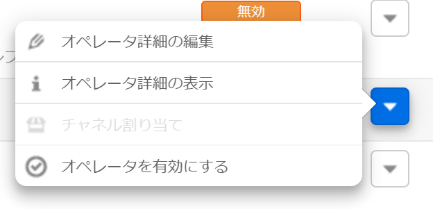 無効
オペレータ詳細の編集
オペレータ詳細の表示
チャネル割り当て
オペレータを有効にする